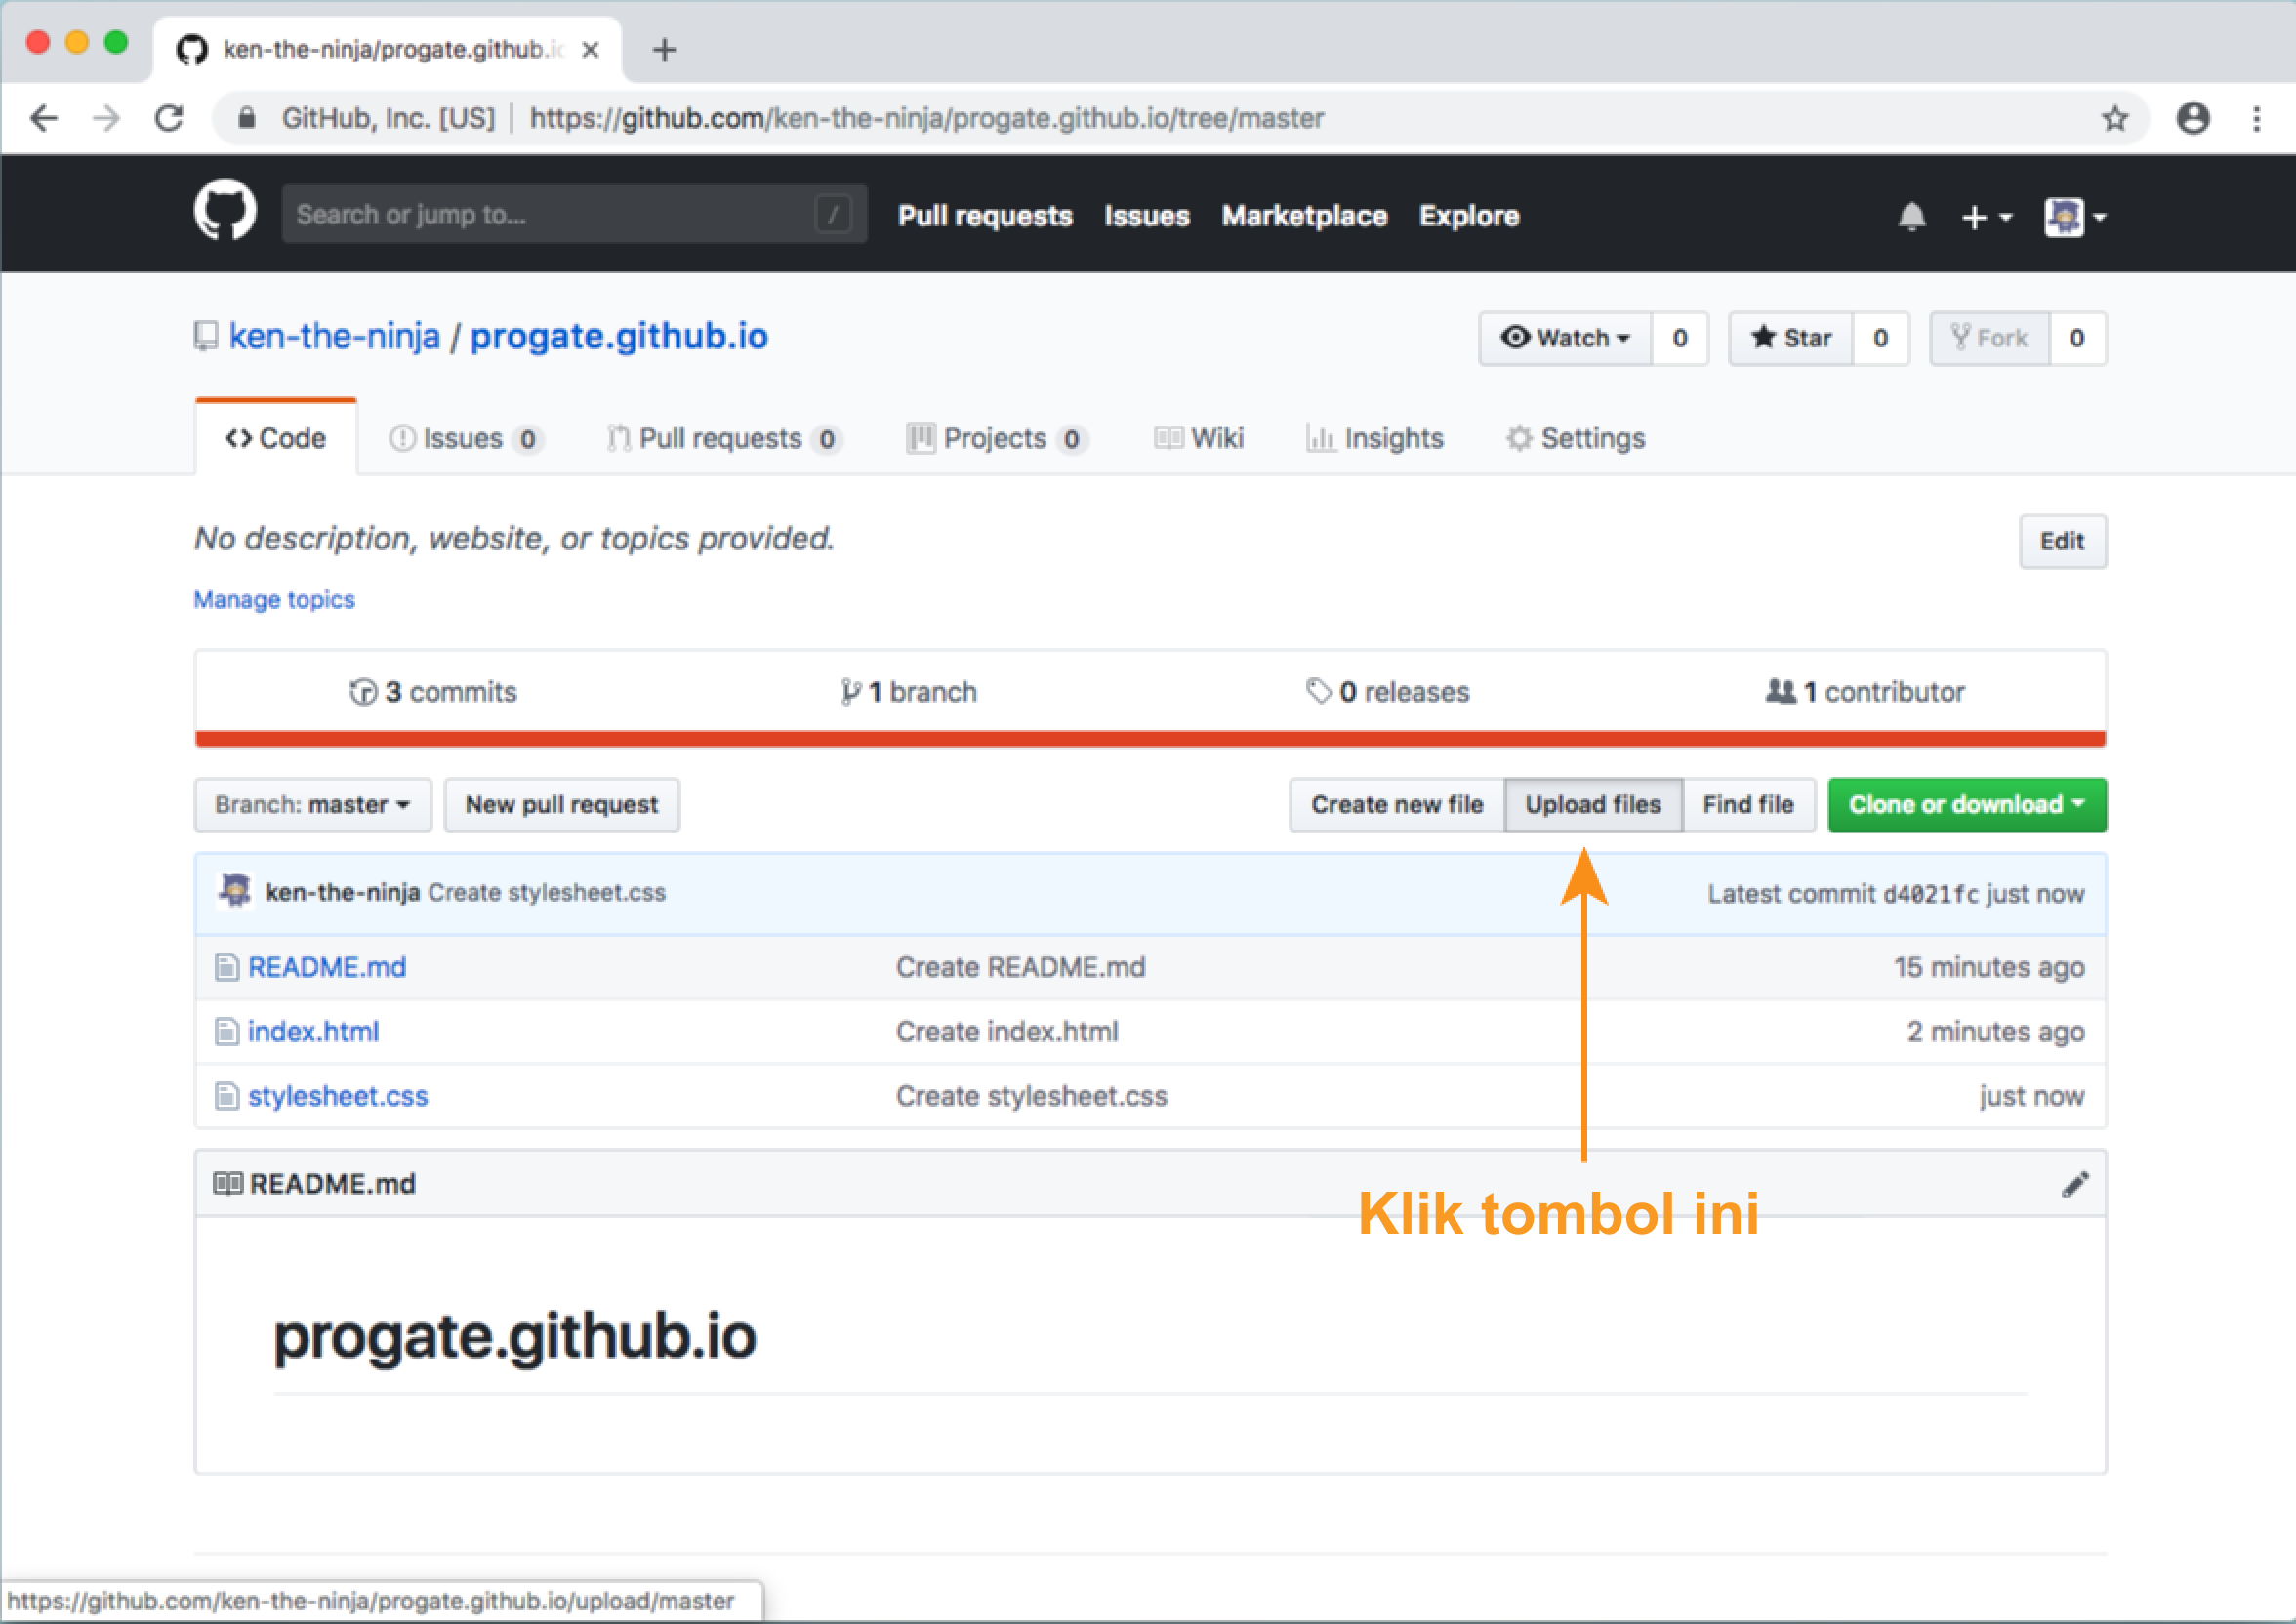 ken-the-ninja/progate.github.io
GitHub, Inc. [US] | https://github.com/ken-the-ninja/progate.github.io/tree/master
Search or jump to... / Pull requests Issues Marketplace Explore
ken-the-ninja / progate.github.io Watch 0 Star 0 Fork 0
Code Issues 0 Pull requests 0 Projects 0 Wiki Insights Settings
No description, website, or topics provided. Edit
Manage topics
3 commits 1 branch 0 releases 1 contributor
Branch: master New pull request Create new file Upload files Find file Clone or download
ken-the-ninja Create stylesheet.css Latest commit d4021fc just now
README.md Create README.md 15 minutes ago
index.html Create index.html 2 minutes ago
stylesheet.css Create stylesheet.css just now
README.md
Klik tombol ini
progate.github.io
https://github.com/ken-the-ninja/progate.github.io/upload/master